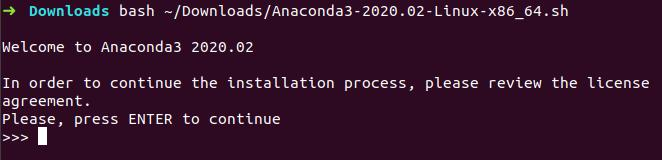 ➜ Downloads bash ~/Downloads/Anaconda3-2020.02-Linux-x86_64.sh
Welcome to Anaconda3 2020.02
In order to continue the installation process, please review the license
agreement.
Please, press ENTER to continue
>>>